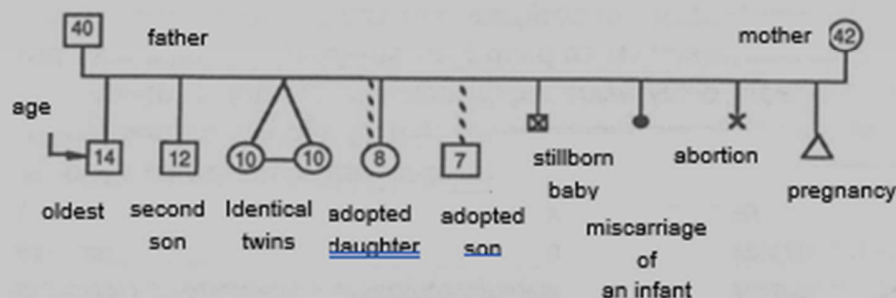 40
father
mother
42
age
14
12
10
10
8
7
oldest
second
son
Identical
twins
adopted
daughter
adopted
son
stillborn
baby
miscarriage
of
an infant
abortion
pregnancy